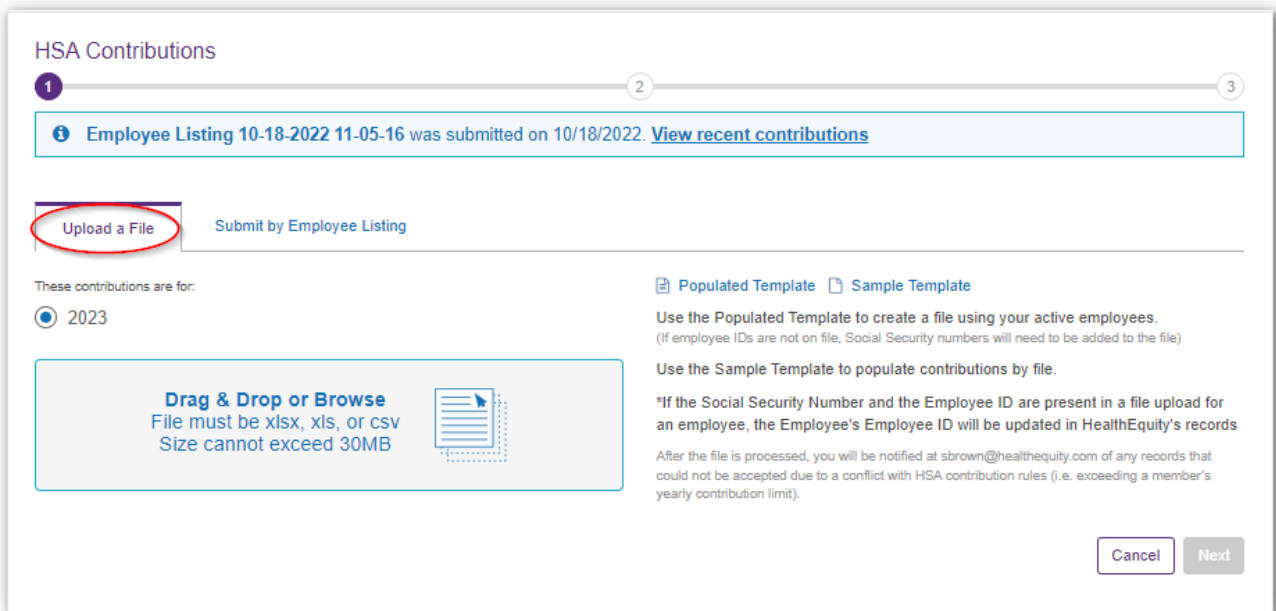 HSA Contributions
1 2 3
Employee Listing 10-18-2022 11-05-16 was submitted on 10/18/2022. View recent contributions
Upload a File Submit by Employee Listing
These contributions are for:
2023
Drag & Drop or Browse
File must be xlsx, xls, or csv
Size cannot exceed 30MB
Populated Template Sample Template
Use the Populated Template to create a file using your active employees.
(If employee IDs are not on file, Social Security numbers will need to be added to the file)
Use the Sample Template to populate contributions by file.
*If the Social Security Number and the Employee ID are present in a file upload for
an employee, the Employee's Employee ID will be updated in HealthEquity's records
After the file is processed, you will be notified at sbrown@healthequity.com of any records that
could not be accepted due to a conflict with HSA contribution rules (i.e. exceeding a member's
yearly contribution limit).
Cancel Next